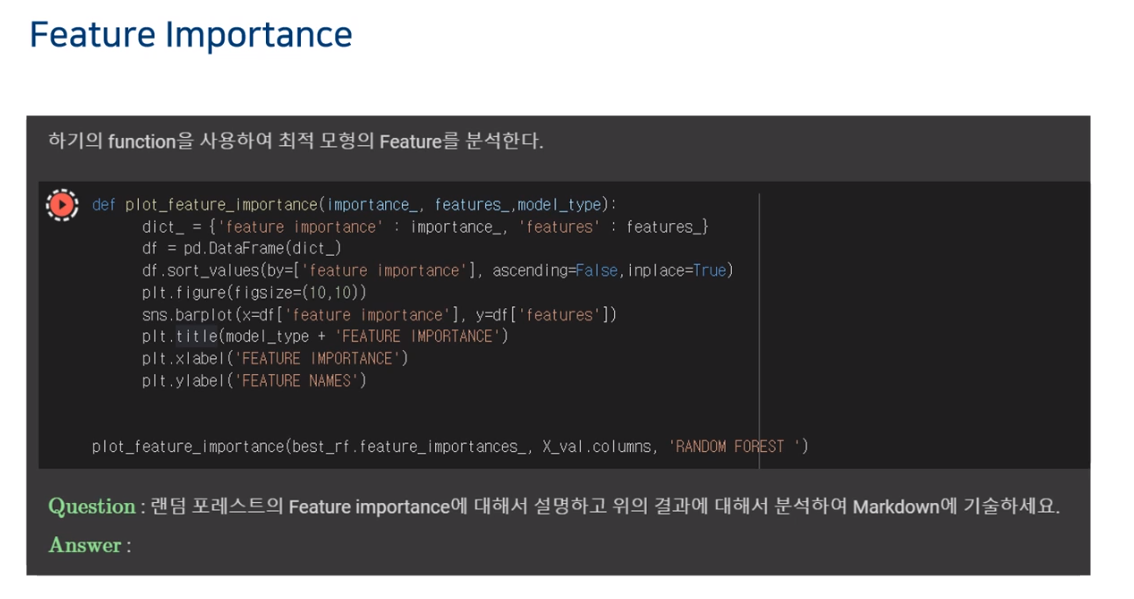 Feature Importance
하기의 function을 사용하여 최적 모형의 Feature를 분석한다.
def plot_feature_importance(importance_, features_,model_type):
dict_ = {'feature importance' : importance_, 'features' : features_}
df = pd.DataFrame(dict_)
df.sort_values(by=['feature importance'], ascending=False,inplace=True)
plt.figure(figsize=(10,10))
sns.barplot(x=df['feature importance'], y=df['features'])
plt.title(model_type + 'FEATURE IMPORTANCE')
plt.xlabel('FEATURE IMPORTANCE')
plt.ylabel('FEATURE NAMES')
plot_feature_importance(best_rf.feature_importances_, X_val.columns, 'RANDOM FOREST ')
Question : 랜덤 포레스트의 Feature importance에 대해서 설명하고 위의 결과에 대해서 분석하여 Markdown에 기술하세요.
Answer :